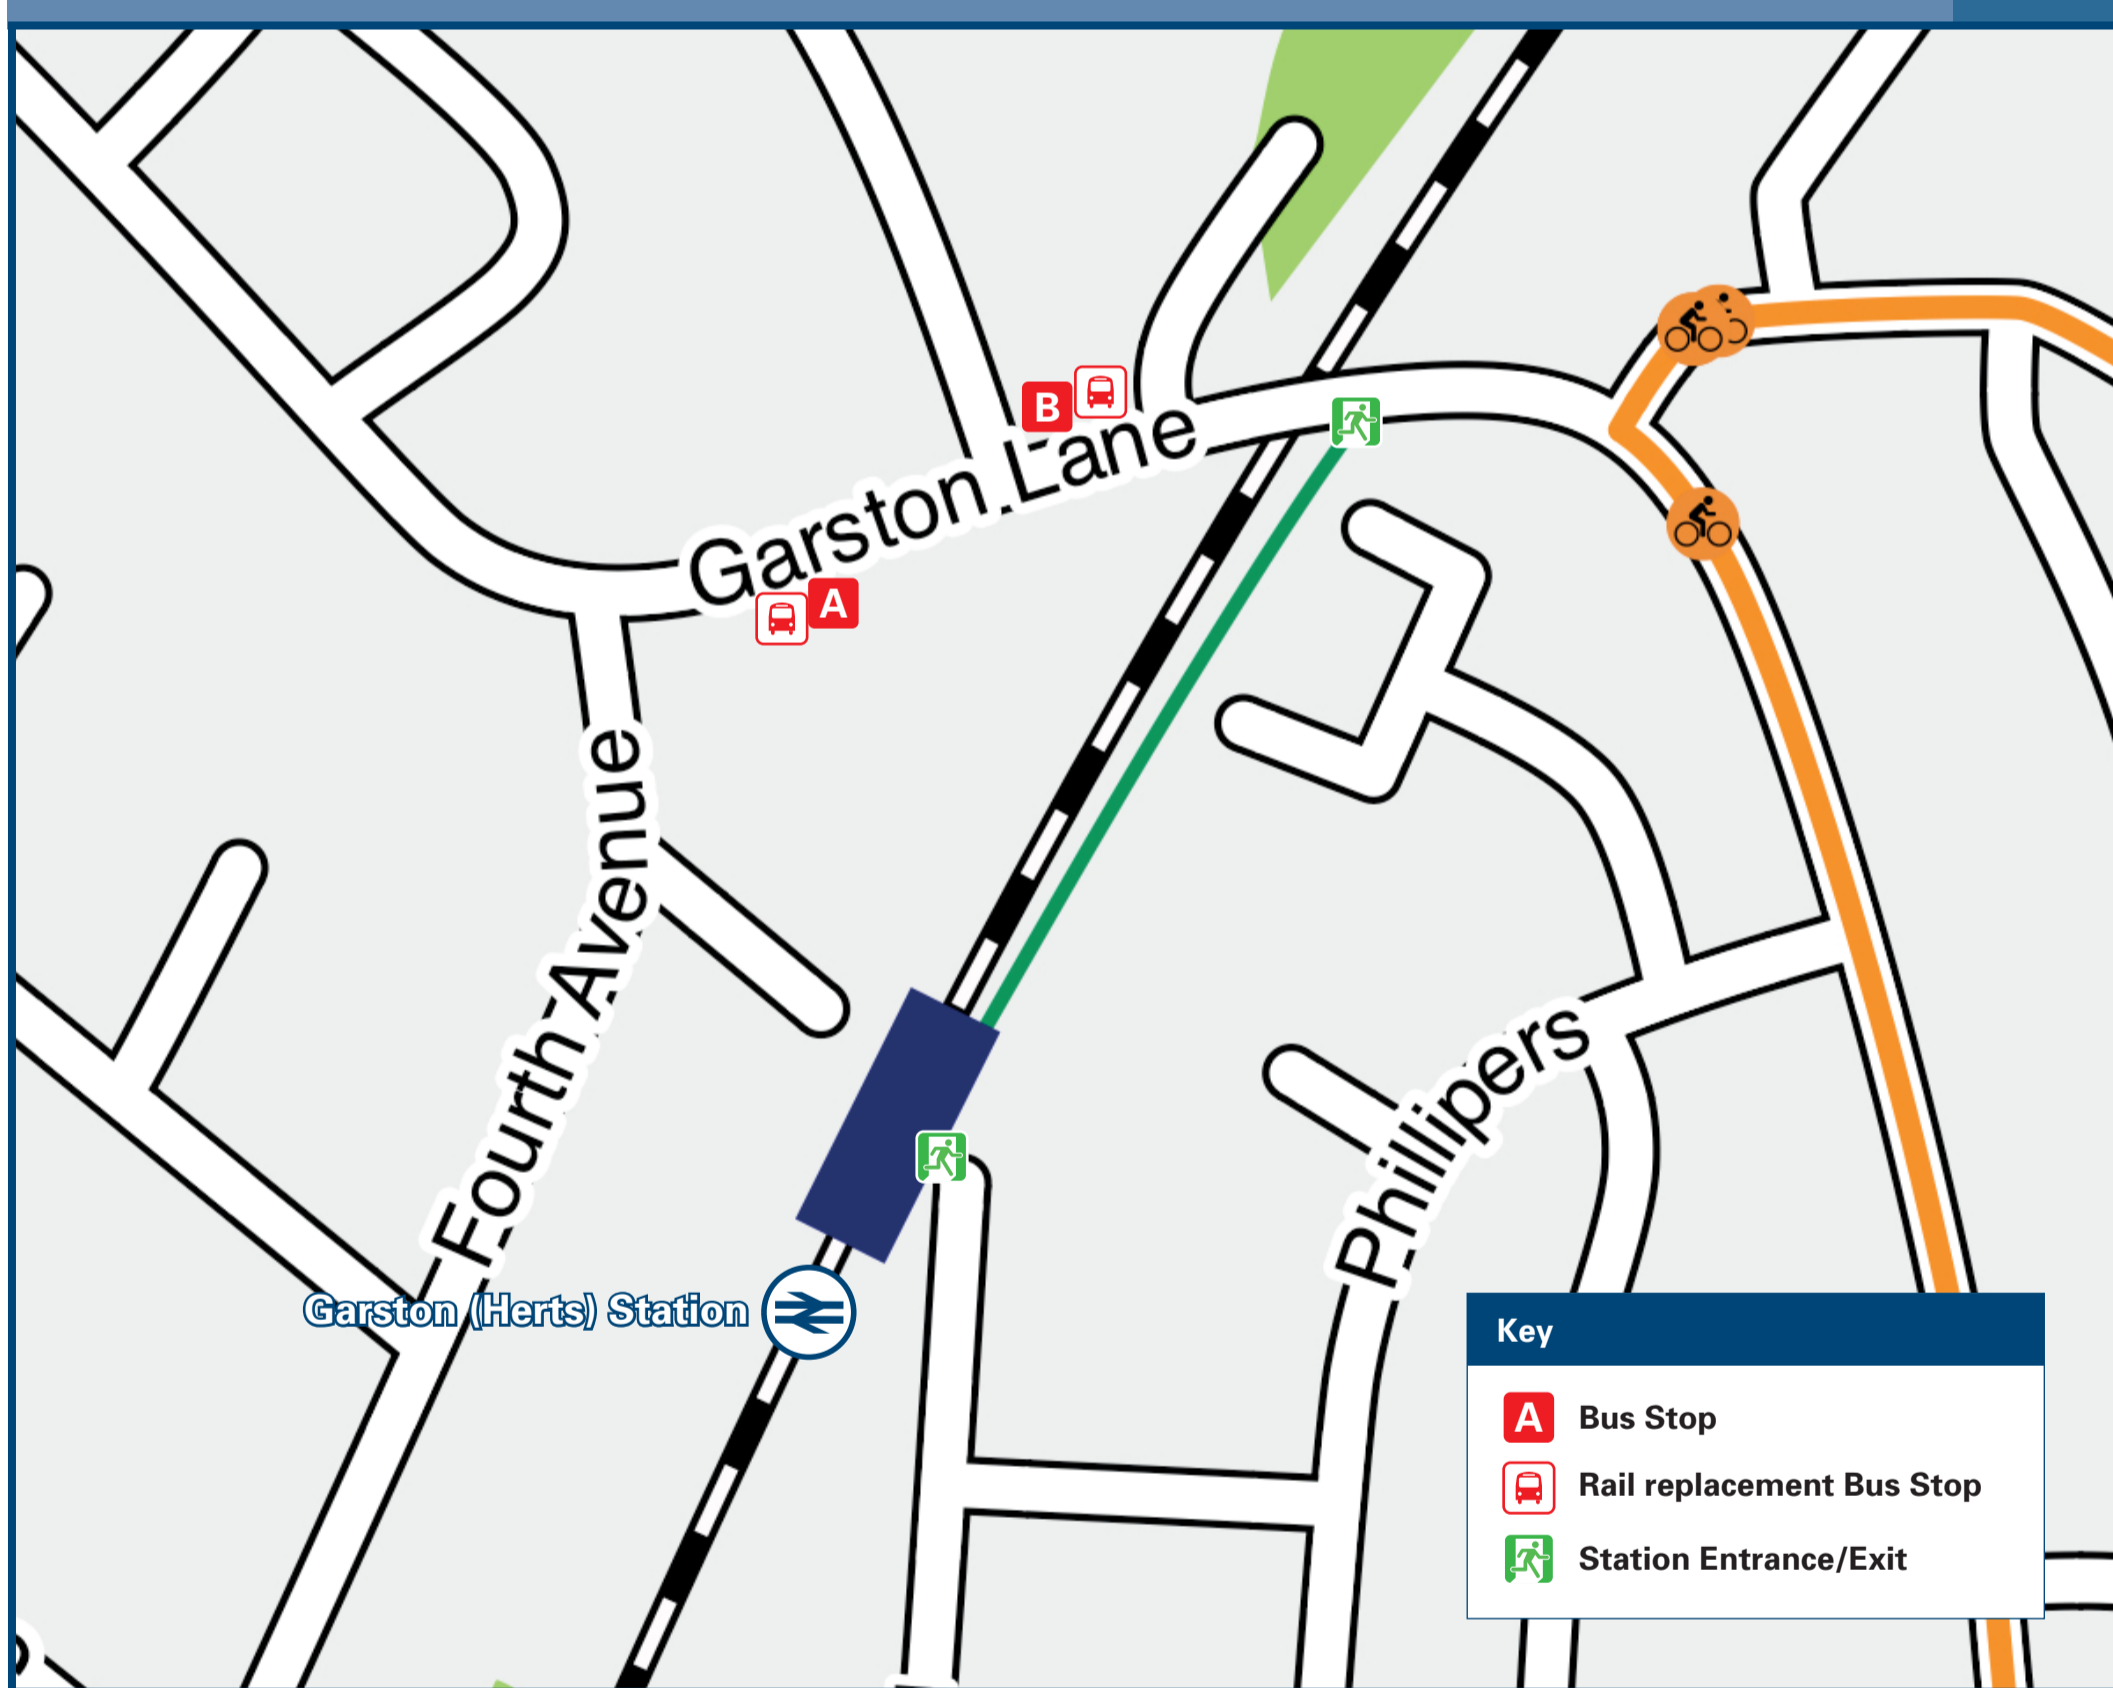 B
Garston Lane
A
Fourth Avenue
Phillipers
Garston (Herts) Station
Key
A Bus Stop
Rail replacement Bus Stop
Station Entrance/Exit